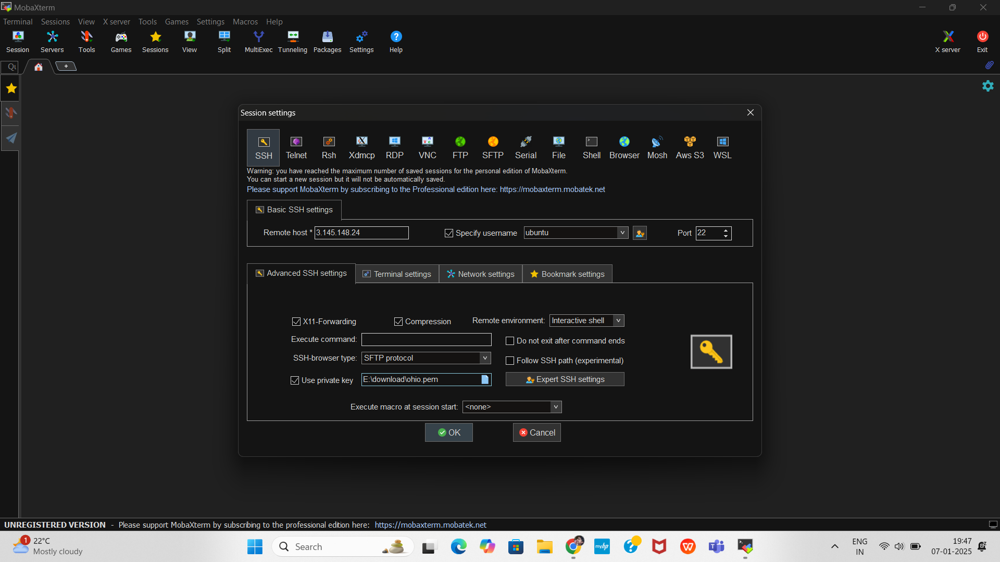 MobaXterm
Terminal Sessions View X server Tools Games Settings Macros Help
Session Servers Tools Games Sessions View Split MultiExec Tunneling Packages Settings Help X server Exit
Session settings
SSH Telnet Rsh Xdmcp RDP VNC FTP SFTP Serial File Shell Browser Mosh Aws S3 WSL
Warning: you have reached the maximum number of saved sessions for the personal edition of MobaXterm.
You can start a new session but it will not be automatically saved.
Please support MobaXterm by subscribing to the Professional edition here: https://mobaxterm.mobatek.net
Basic SSH settings
Remote host * 3.145.148.24 Specify username ubuntu Port 22
Advanced SSH settings Terminal settings Network settings Bookmark settings
X11-Forwarding Compression Remote environment: Interactive shell
Execute command: Do not exit after command ends
SSH-browser type: SFTP protocol Follow SSH path (experimental)
Use private key E:\download\ohio.pem Expert SSH settings
Execute macro at session start: <none>
OK Cancel
UNREGISTERED VERSION - Please support MobaXterm by subscribing to the professional edition here: https://mobaxterm.mobatek.net
1 22°C
Mostly cloudy
Search
myhp
ENG
IN
19:47
07-01-2025